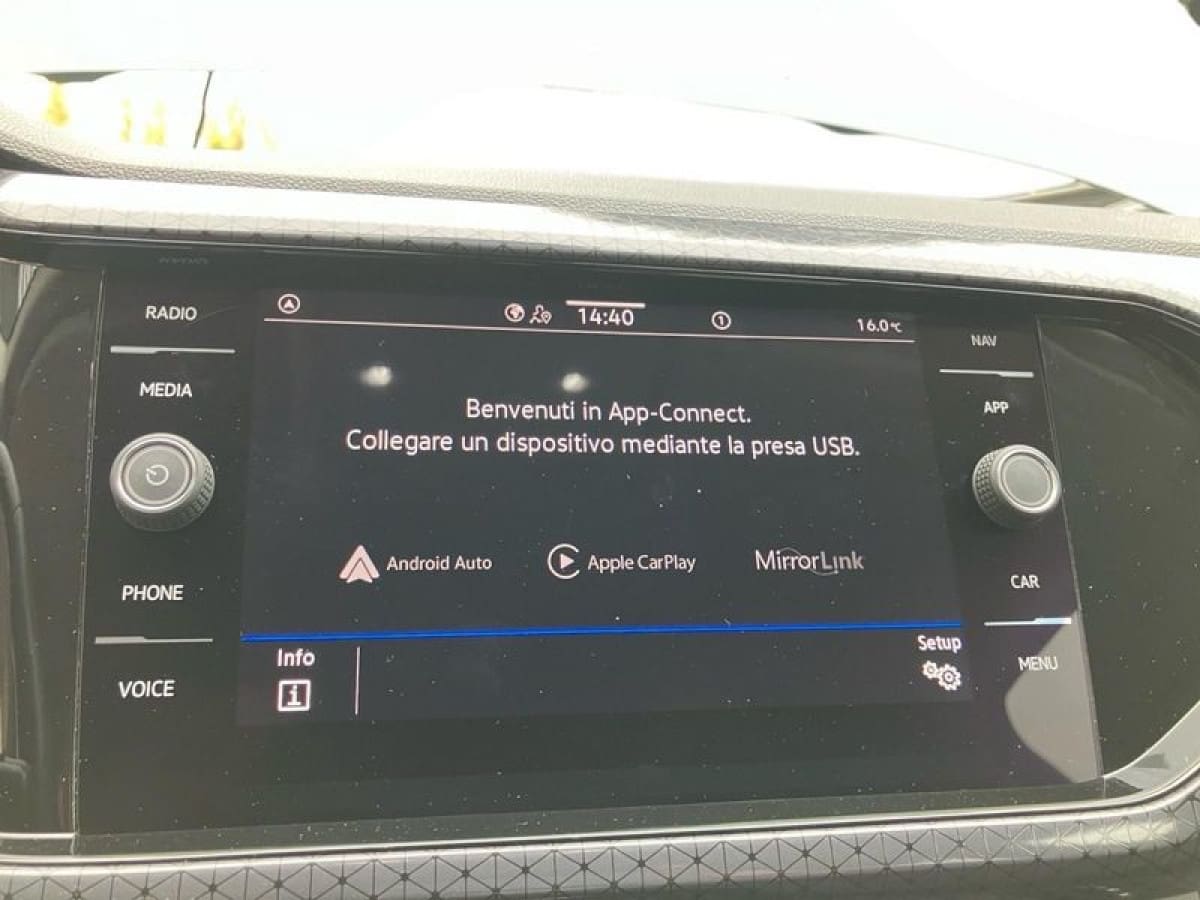 RADIO
MEDIA
PHONE
VOICE
14:40
1
16.0°C
Benvenuti in App-Connect.
Collegare un dispositivo mediante la presa USB.
Android Auto
Apple CarPlay
MirrorLink
Info
i
Setup
NAV
APP
CAR
MENU